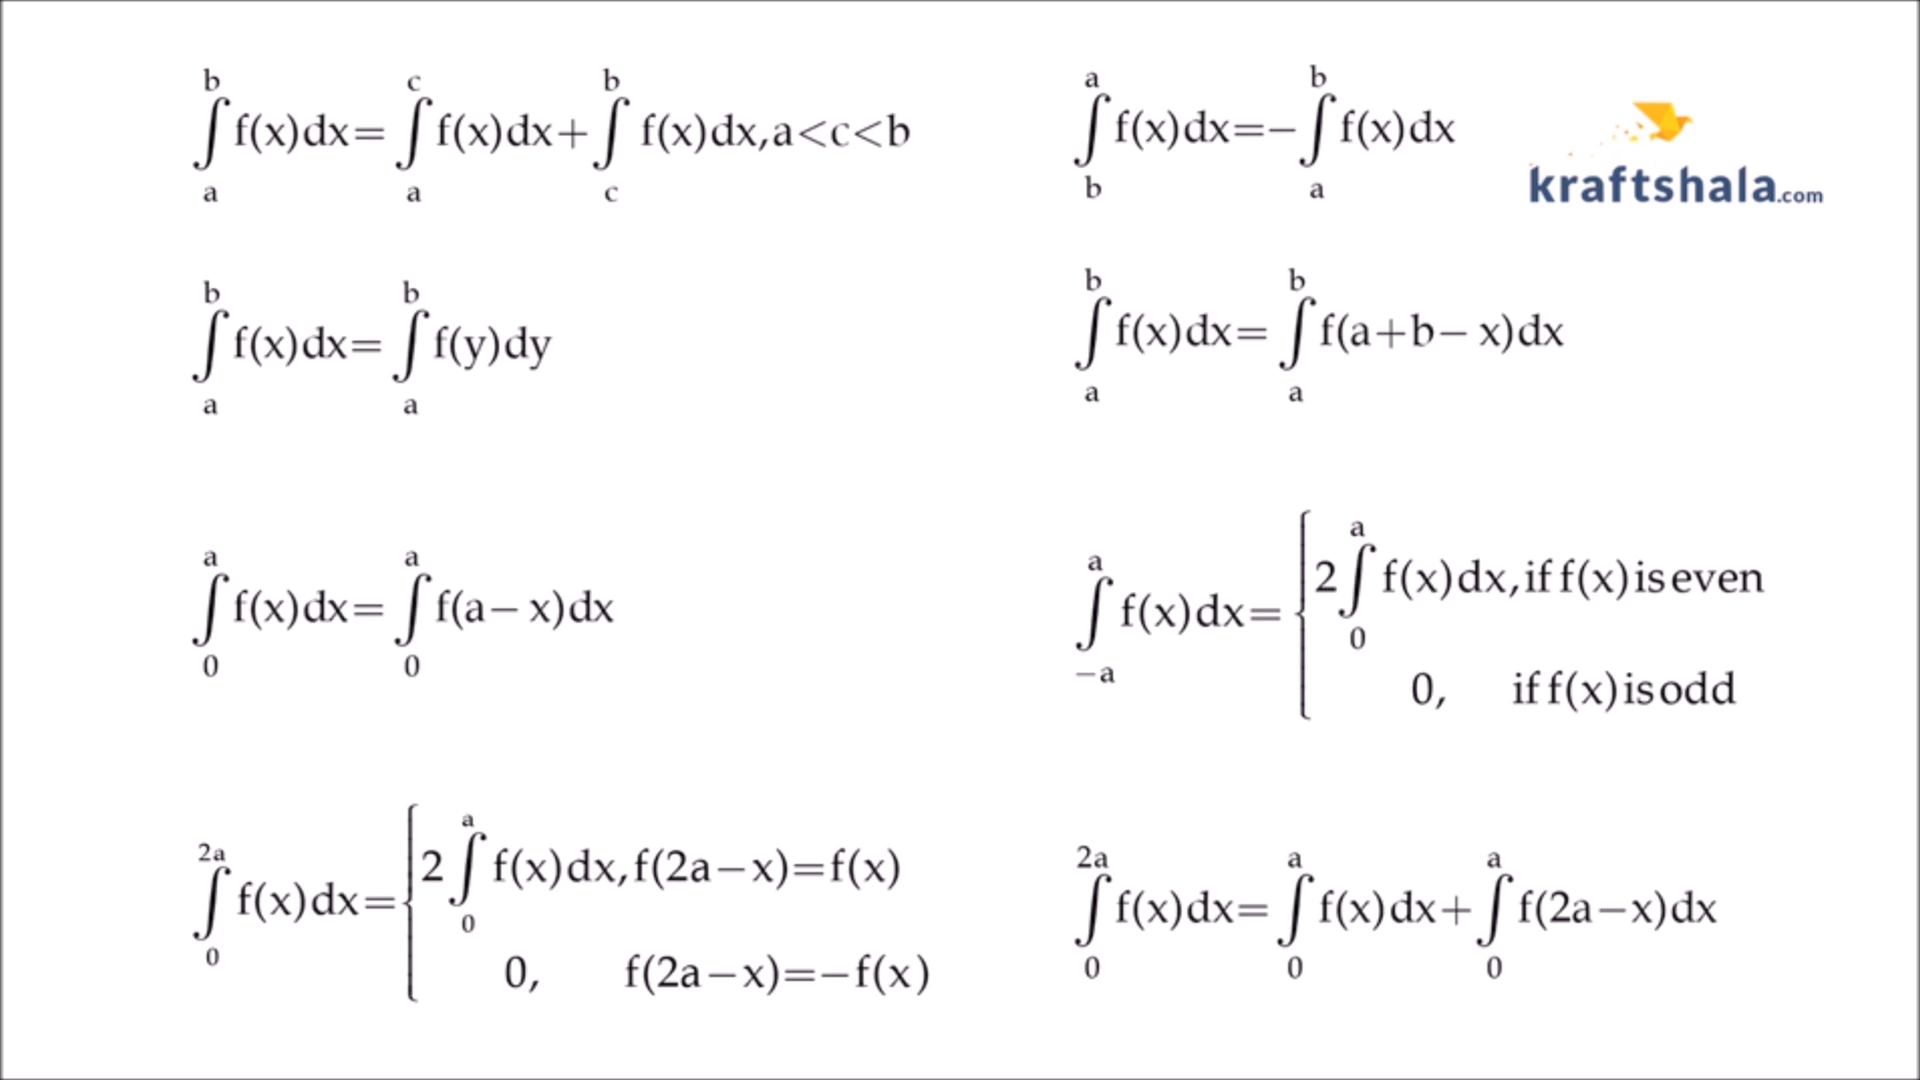 ∫_a^b f(x)dx= ∫_a^c f(x)dx+ ∫_c^b f(x)dx,a<c<b
∫_b^a f(x)dx=− ∫_a^b f(x)dx
kraftshala.com
∫_a^b f(x)dx= ∫_a^b f(y)dy
∫_a^b f(x)dx= ∫_a^b f(a+b− x)dx
∫_0^a f(x)dx= ∫_0^a f(a− x)dx
∫_{−a}^a f(x)dx= { 2 ∫_0^a f(x)dx, if f(x) is even
0, if f(x) is odd
∫_0^{2a} f(x)dx= { 2 ∫_0^a f(x)dx,f(2a−x)=f(x)
0, f(2a−x)=−f(x)
∫_0^{2a} f(x)dx= ∫_0^a f(x)dx+ ∫_0^a f(2a−x)dx